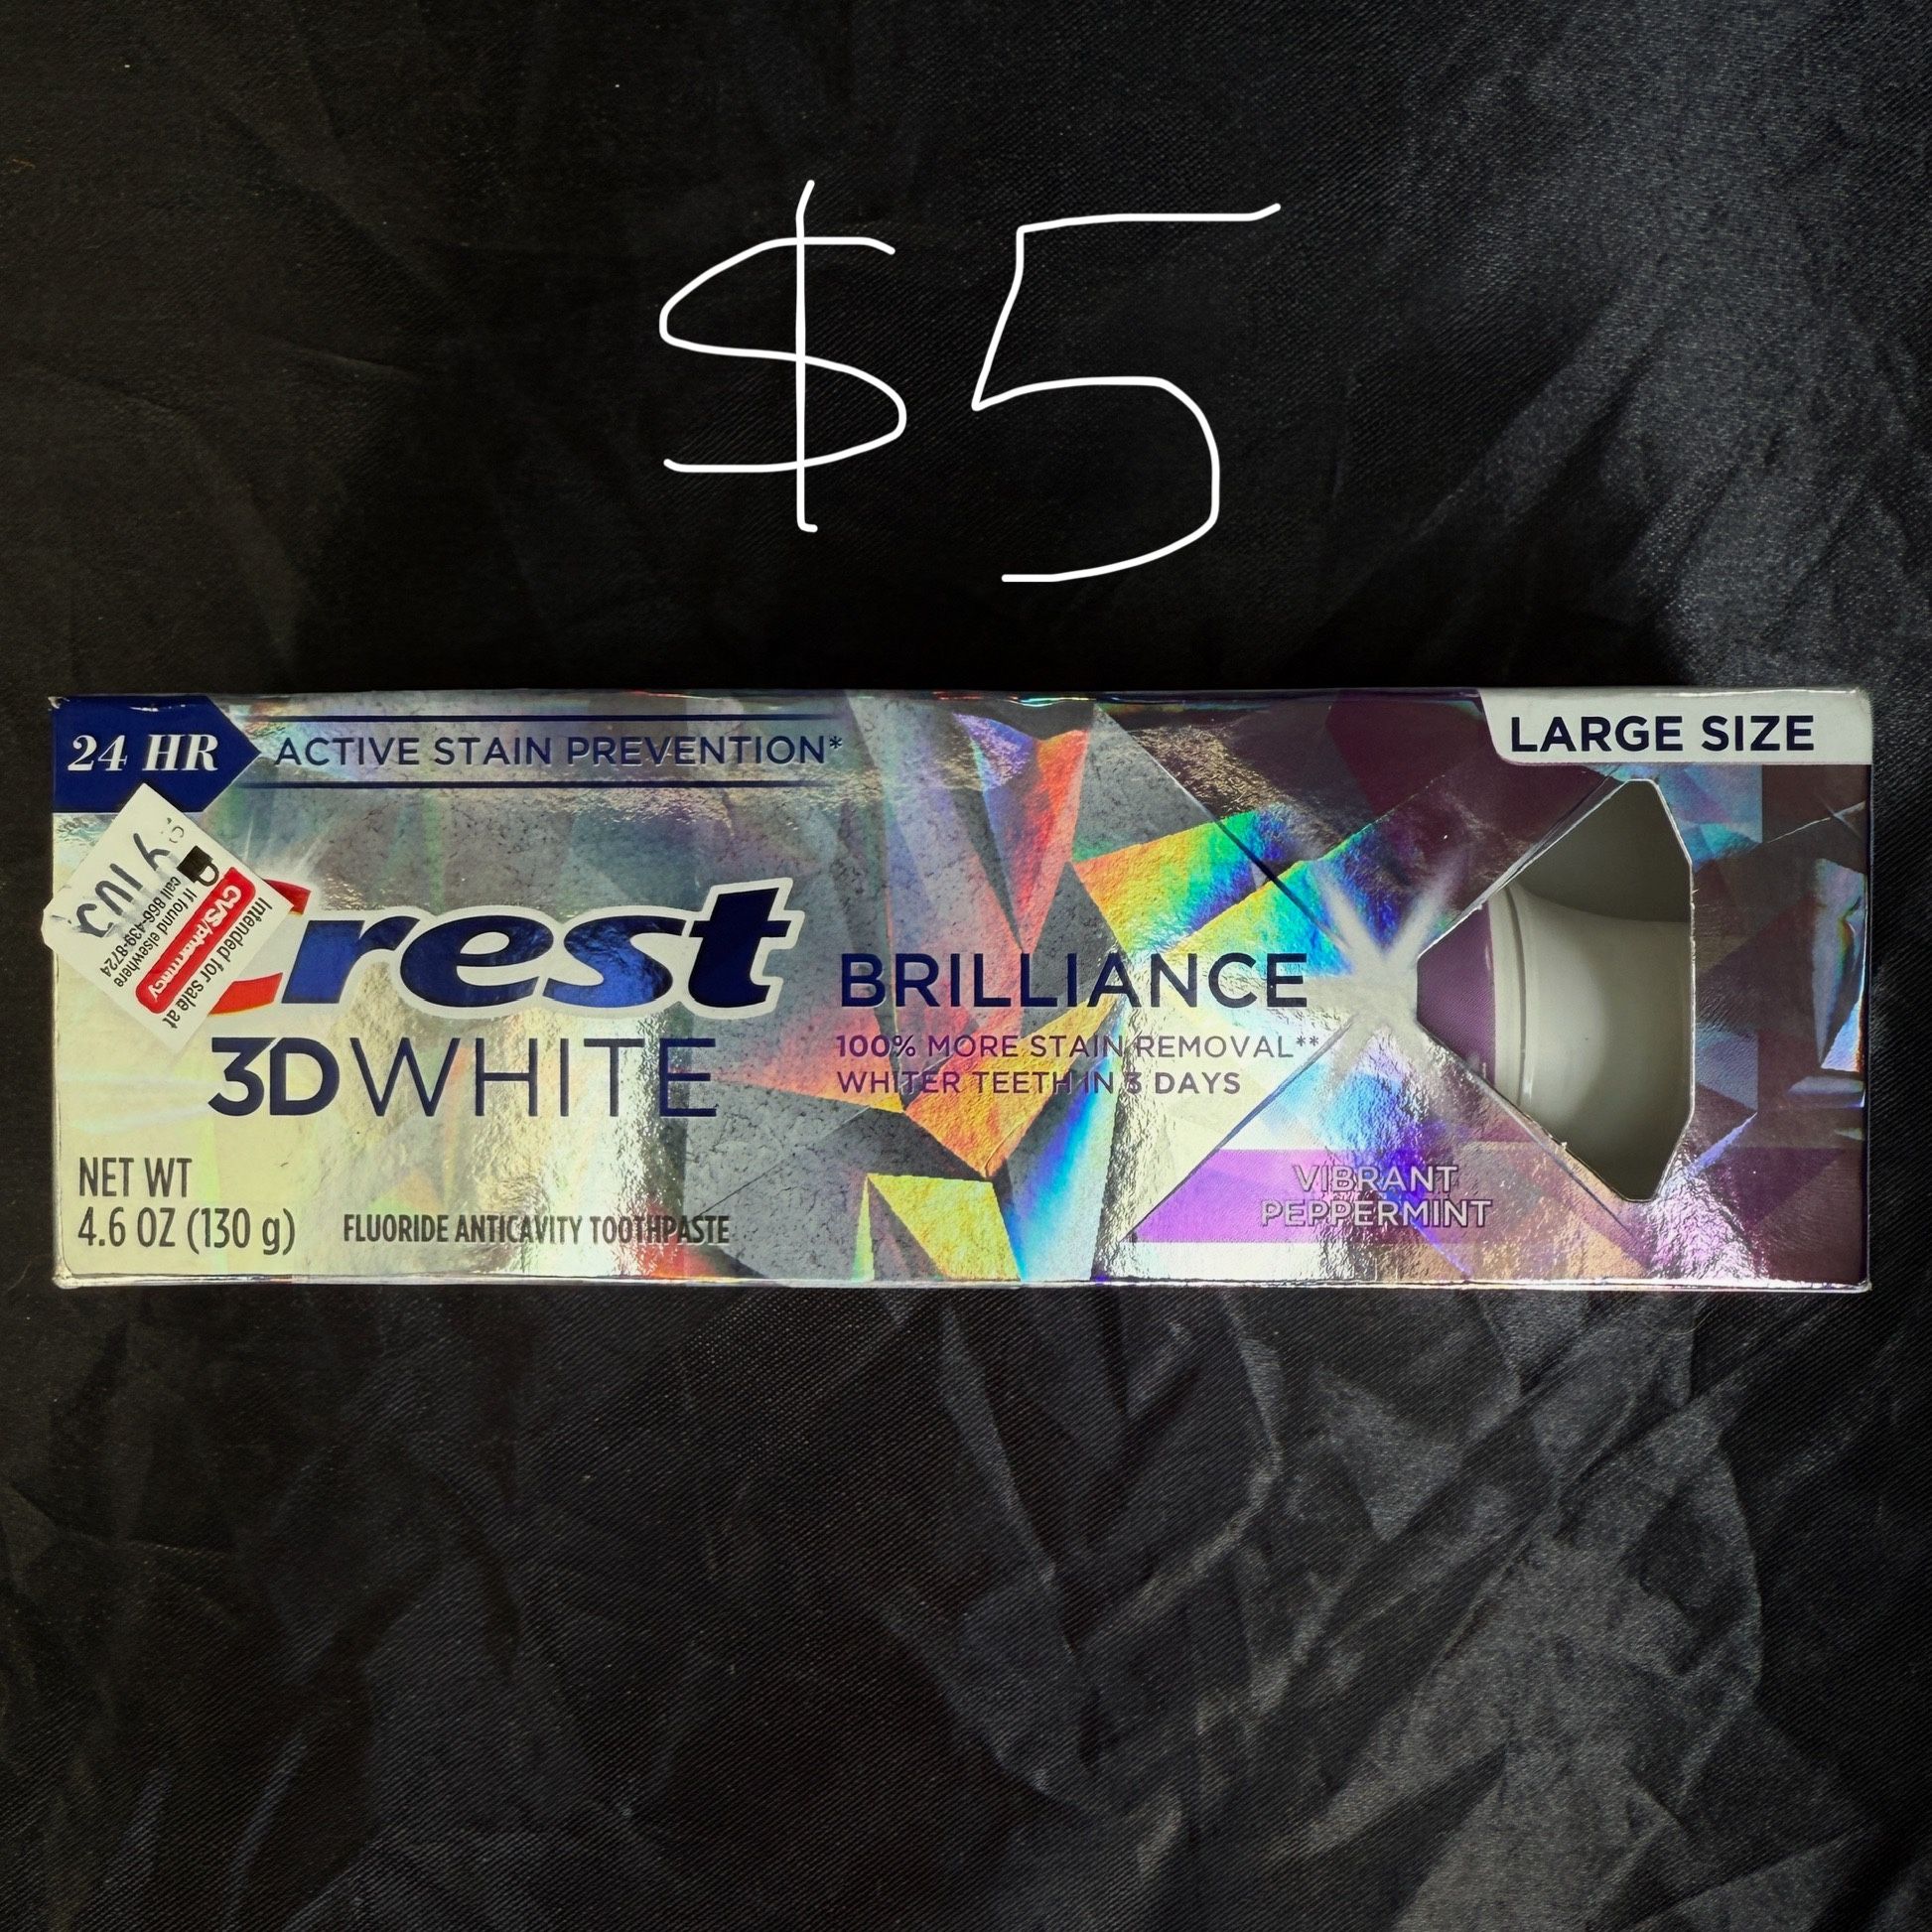 $5
24 HR ACTIVE STAIN PREVENTION*
LARGE SIZE
Intended for sale at
CVS/pharmacy
If found elsewhere
call 866-439-8724
Crest
3D WHITE
BRILLIANCE
100% MORE STAIN REMOVAL**
WHITER TEETH IN 3 DAYS
VIBRANT
PEPPERMINT
NET WT
4.6 OZ (130 g)
FLUORIDE ANTICAVITY TOOTHPASTE